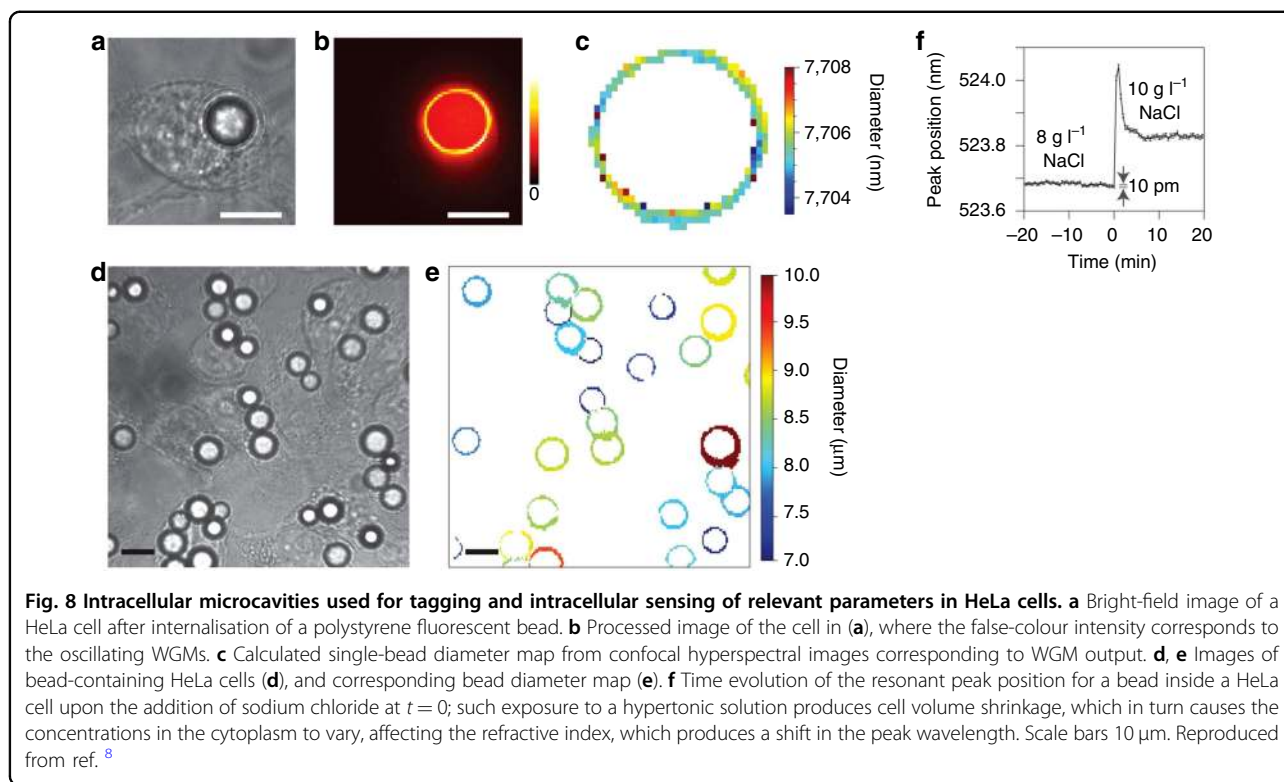 a
b
0
c
7,708
7,706
7,704
Diameter (nm)
f
Peak position (nm)
524.0
523.8
523.6
8 g l⁻¹
NaCl
10 g l⁻¹
NaCl
10 pm
–20
–10
0
10
20
Time (min)
d
e
10.0
9.5
9.0
8.5
8.0
7.5
7.0
Diameter (μm)
Fig. 8 Intracellular microcavities used for tagging and intracellular sensing of relevant parameters in HeLa cells. a Bright-field image of a
HeLa cell after internalisation of a polystyrene fluorescent bead. b Processed image of the cell in (a), where the false-colour intensity corresponds to
the oscillating WGMs. c Calculated single-bead diameter map from confocal hyperspectral images corresponding to WGM output. d, e Images of
bead-containing HeLa cells (d), and corresponding bead diameter map (e). f Time evolution of the resonant peak position for a bead inside a HeLa
cell upon the addition of sodium chloride at t = 0; such exposure to a hypertonic solution produces cell volume shrinkage, which in turn causes the
concentrations in the cytoplasm to vary, affecting the refractive index, which produces a shift in the peak wavelength. Scale bars 10 μm. Reproduced
from ref. 8